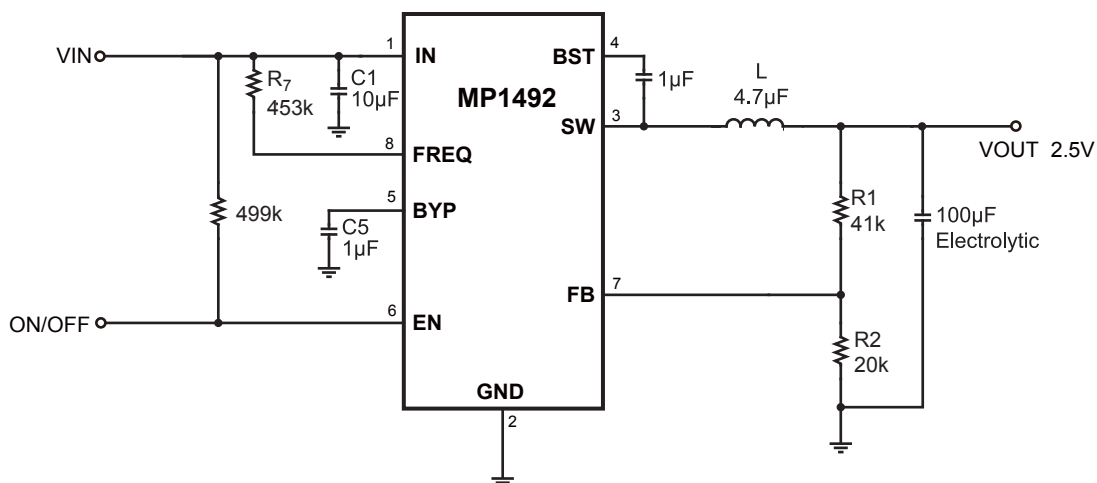 VIN
1
IN
R7
453k
C1
10µF
8
FREQ
499k
5
BYP
C5
1µF
ON/OFF
6
EN
MP1492
GND
2
BST
4
1µF
SW
3
L
4.7µF
VOUT 2.5V
R1
41k
100µF
Electrolytic
FB
7
R2
20k